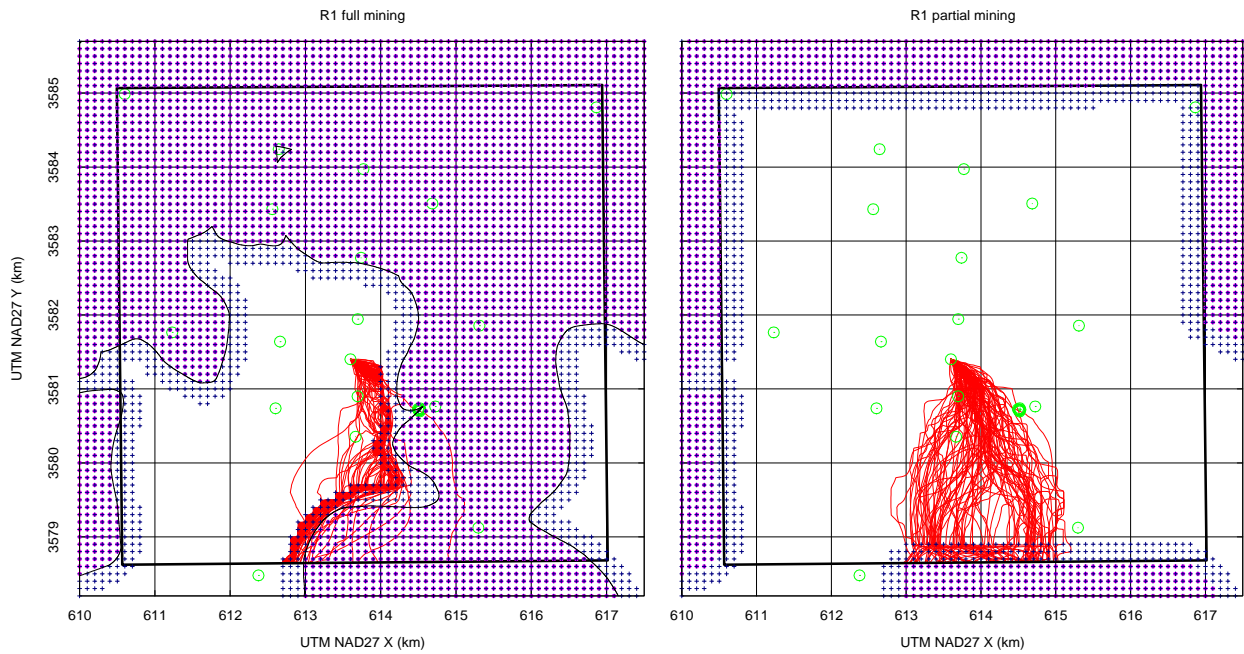 R1 full mining
R1 partial mining
UTM NAD27 Y (km)
3585
3584
3583
3582
3581
3580
3579
610 611 612 613 614 615 616 617
610 611 612 613 614 615 616 617
UTM NAD27 X (km)
UTM NAD27 X (km)